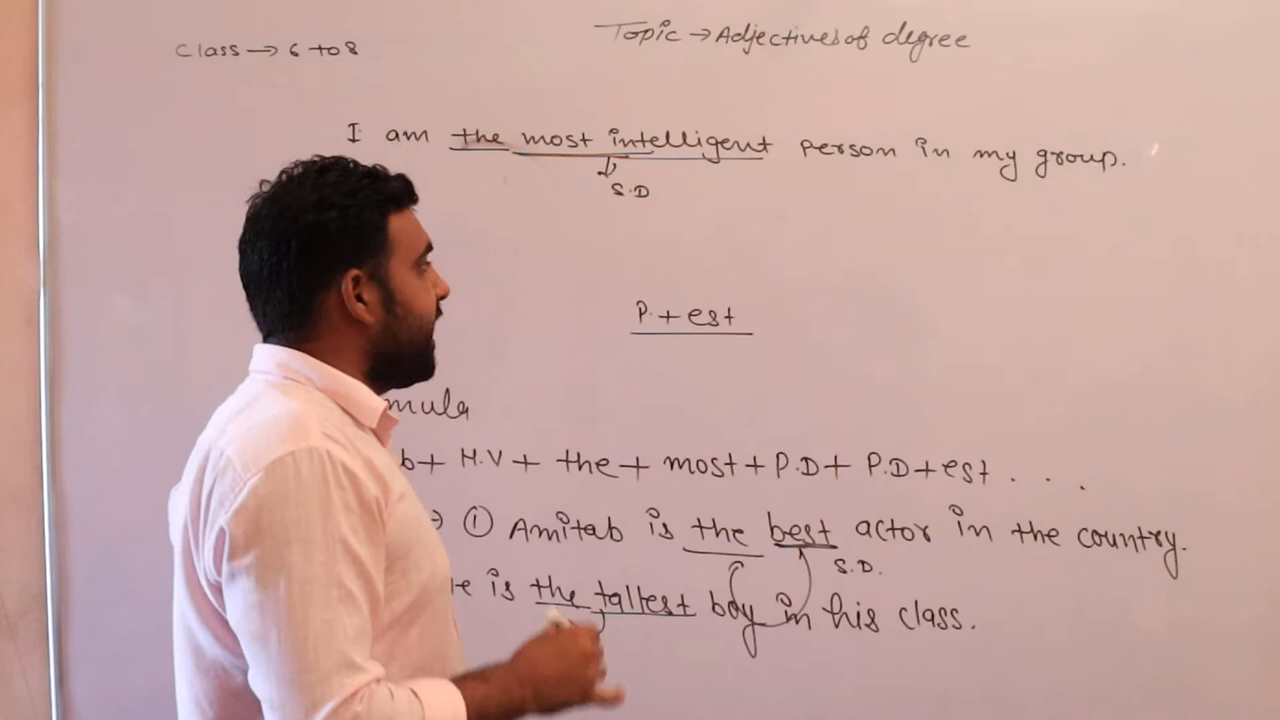 Class → 6 to 8
Topic → Adjectives of degree
I am the most intelligent person in my group.
S.D
P. + est
mula
b + H.V + the + most + P.D + P.D + est . . .
→ ① Amitab is the best actor in the country.
S.D.
He is the tallest boy in his class.